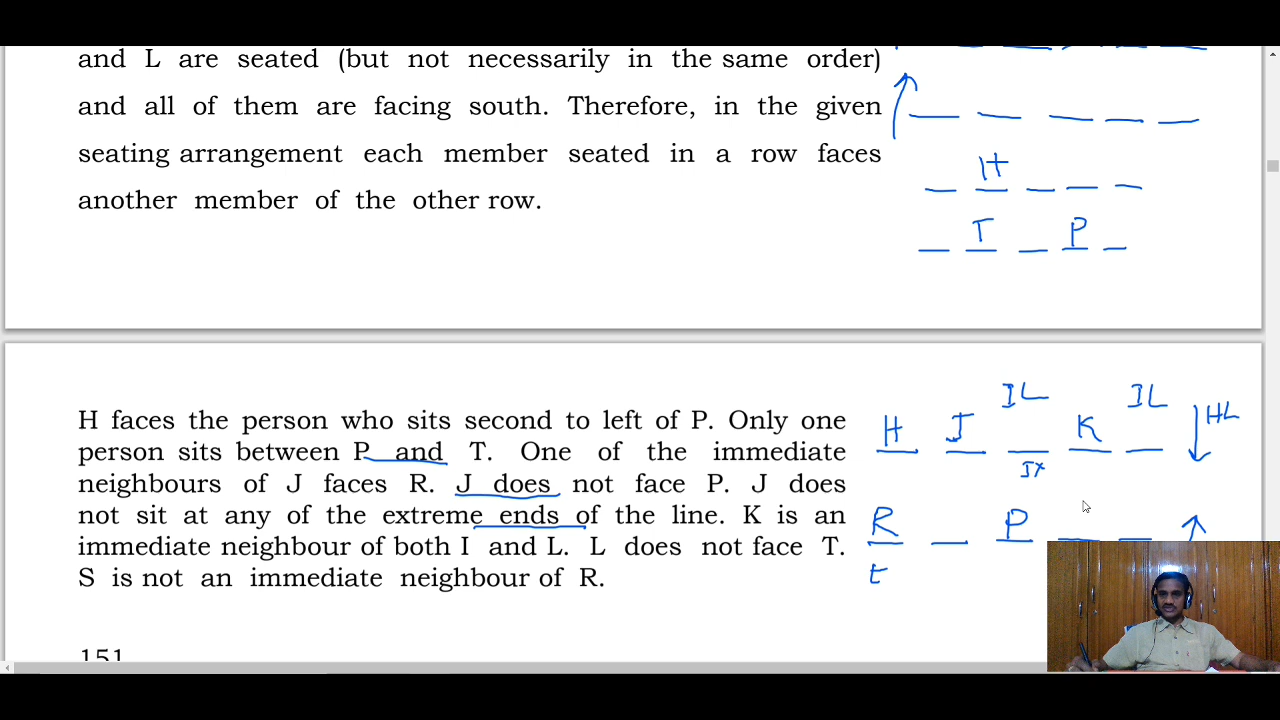 and L are seated (but not necessarily in the same order)
and all of them are facing south. Therefore, in the given
seating arrangement each member seated in a row faces
another member of the other row.
H
T P
H faces the person who sits second to left of P. Only one
person sits between P and T. One of the immediate
neighbours of J faces R. J does not face P. J does
not sit at any of the extreme ends of the line. K is an
immediate neighbour of both I and L. L does not face T.
S is not an immediate neighbour of R.
151
IL IL
H J K HL
JX
R P
t